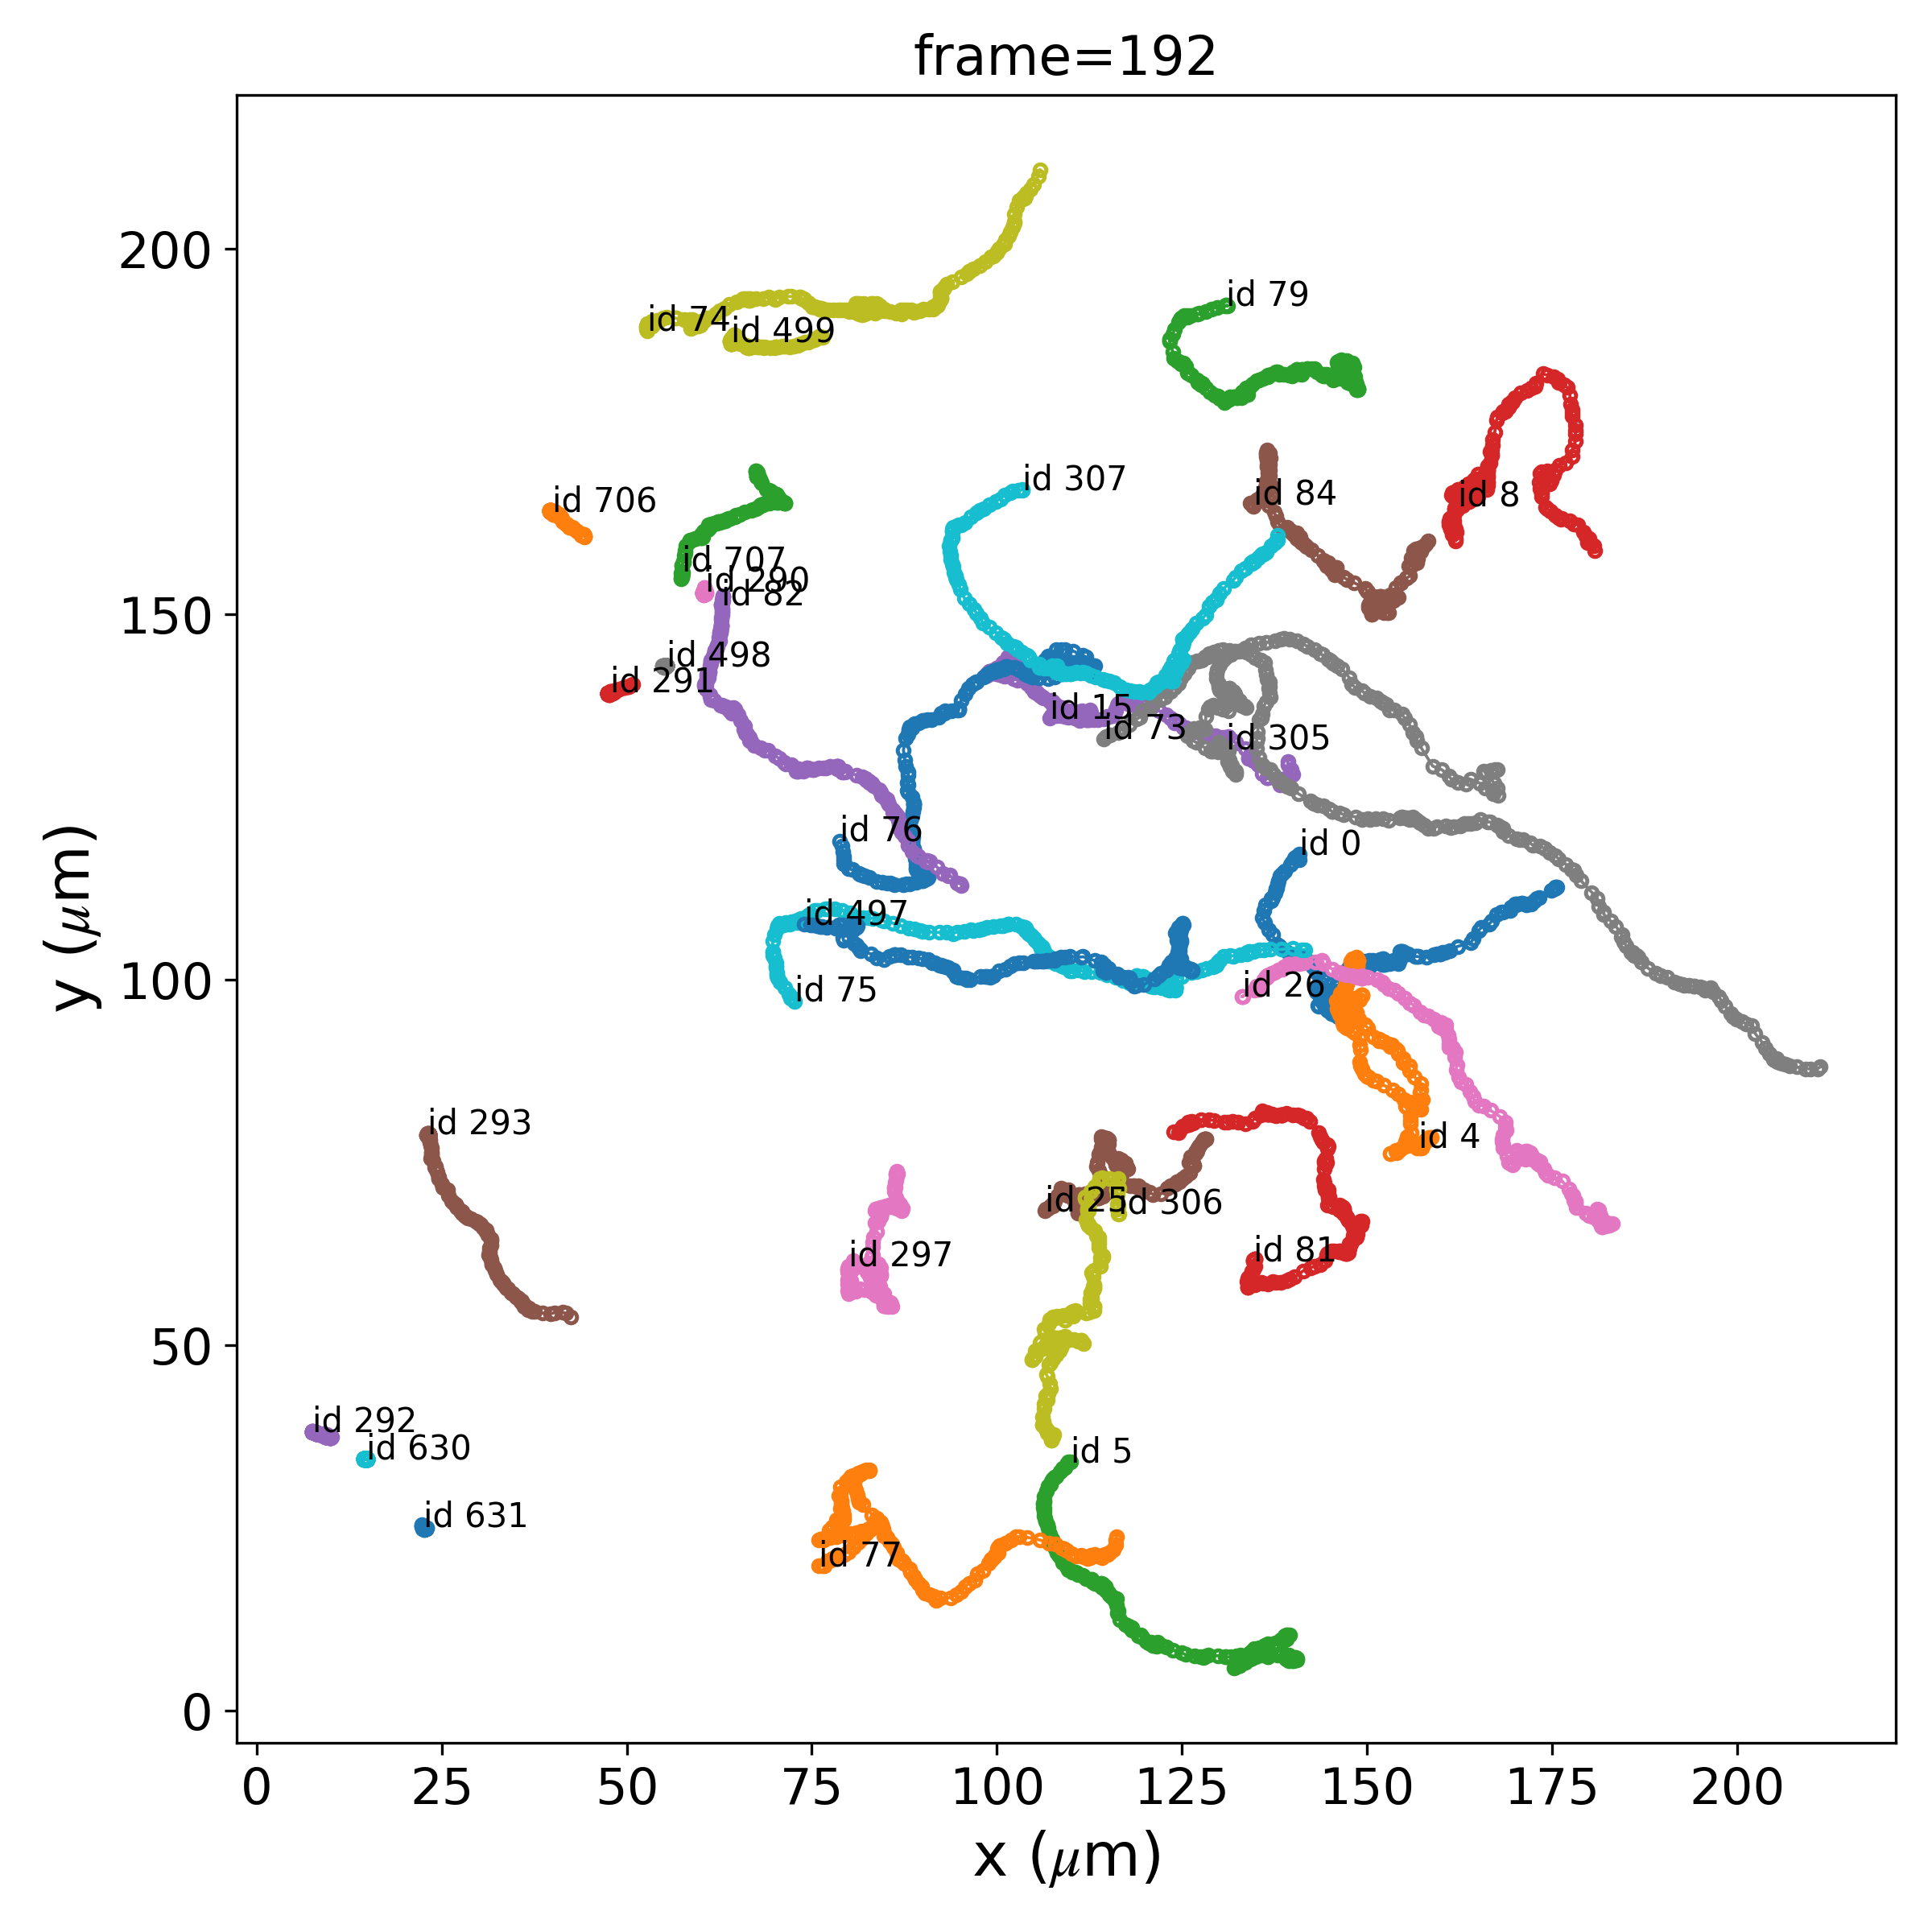 frame=192
id 79
id 74
id 499
id 307
id 84
id 8
id 706
id 707
id 290
id 82
id 498
id 291
id 15
id 73
id 305
id 76
id 0
id 497
id 75
id 26
id 293
id 4
id 25
id 306
id 297
id 81
id 292
id 630
id 5
id 631
id 77
200
150
100
50
0
y (μm)
0 25 50 75 100 125 150 175 200
x (μm)